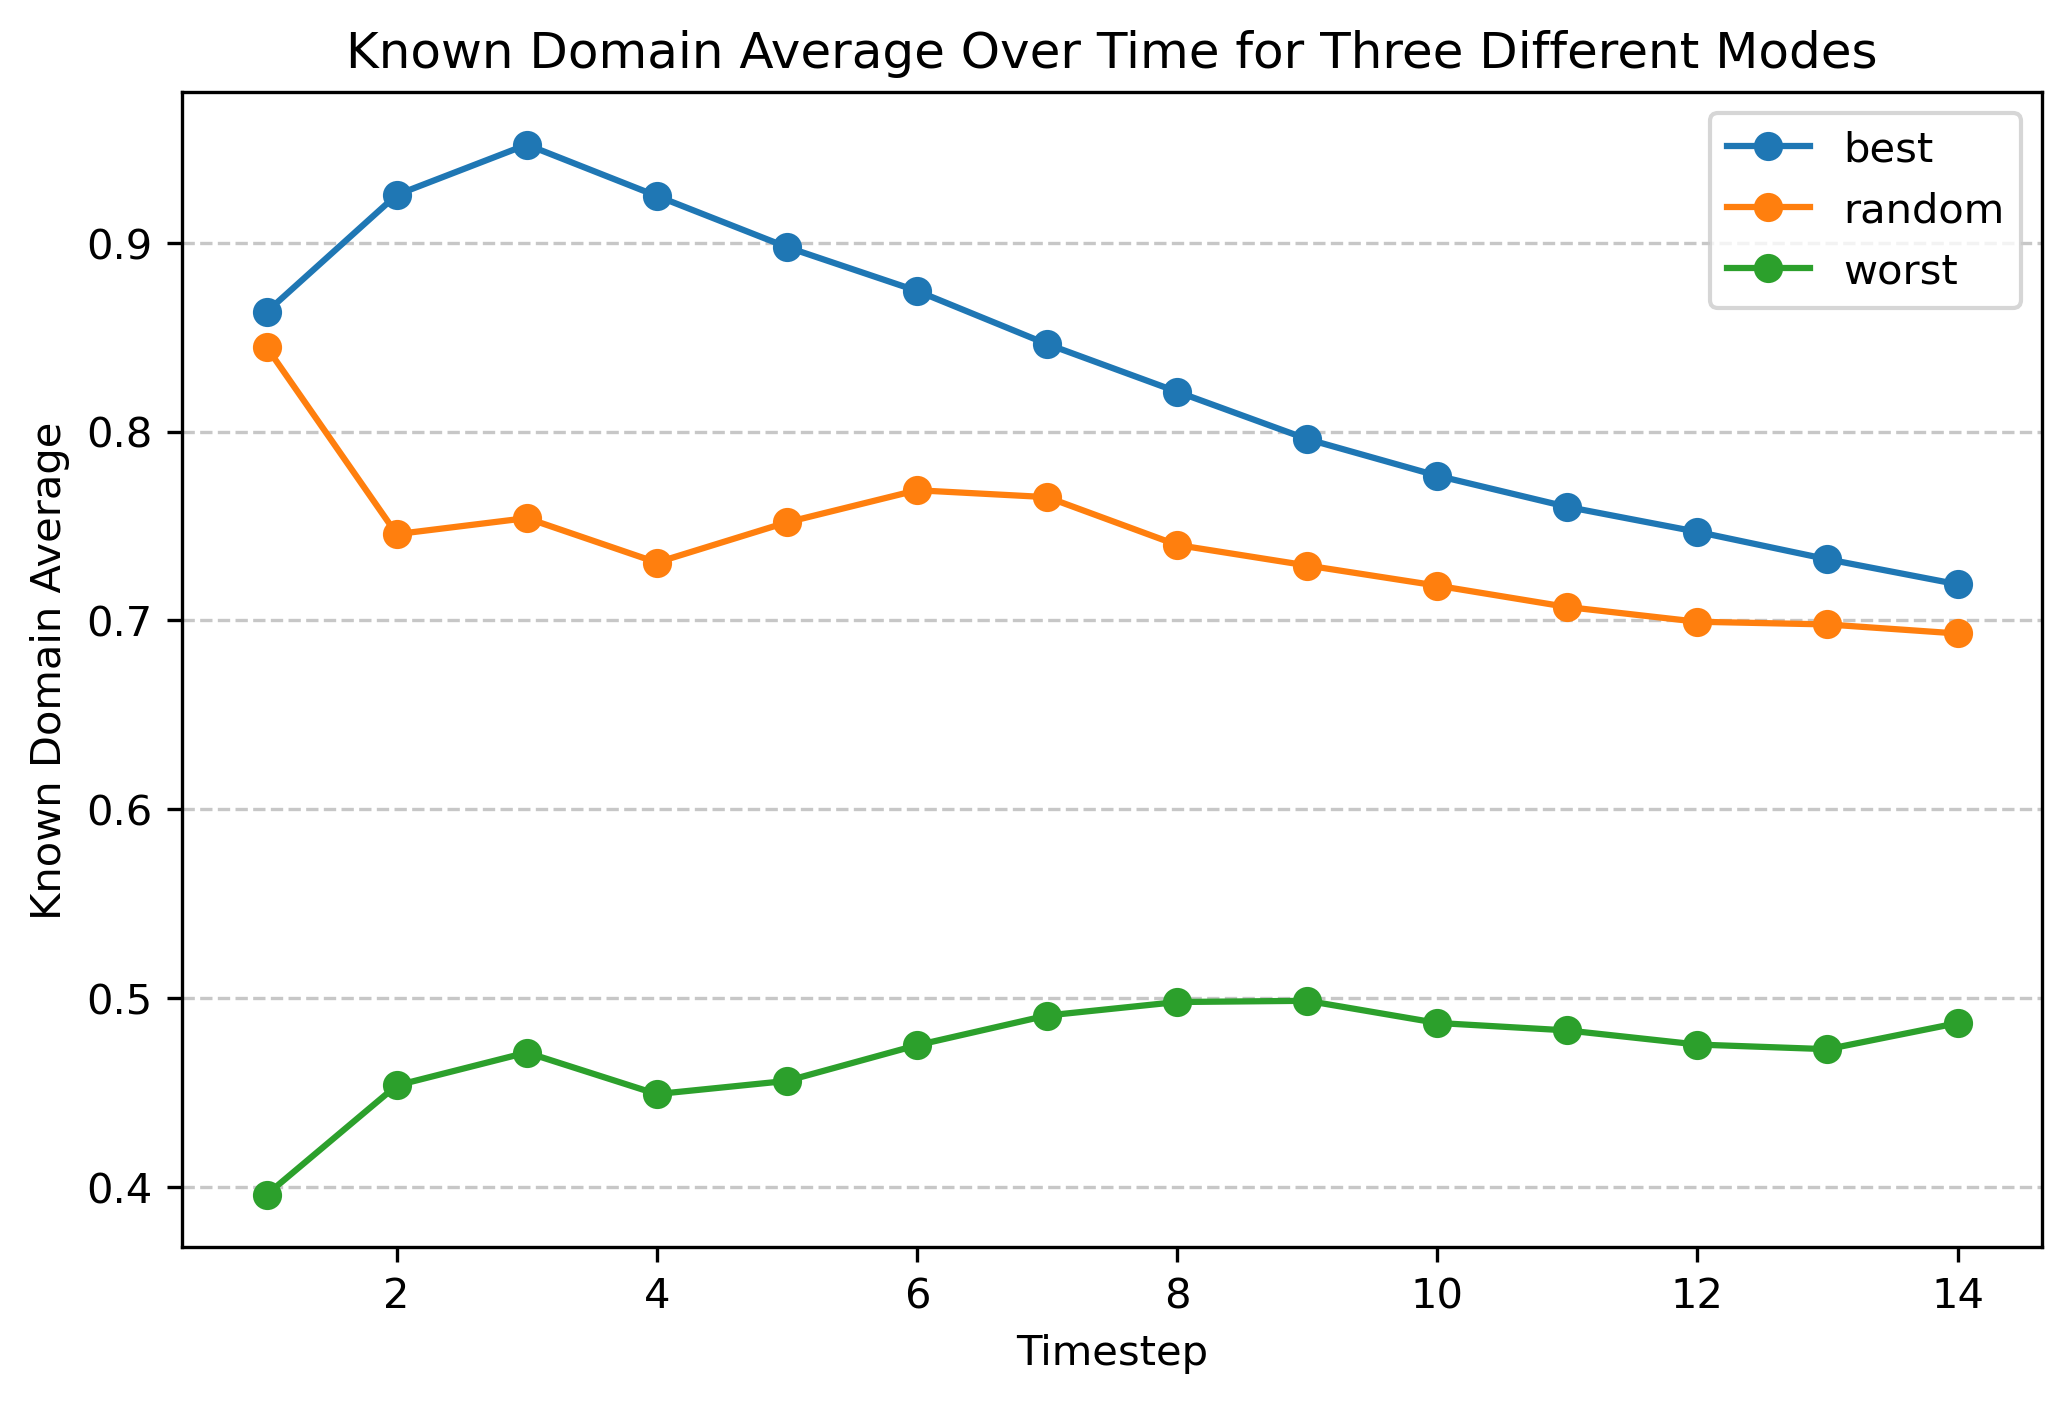 Known Domain Average Over Time for Three Different Modes
best
random
worst
Known Domain Average
0.9
0.8
0.7
0.6
0.5
0.4
2 4 6 8 10 12 14
Timestep